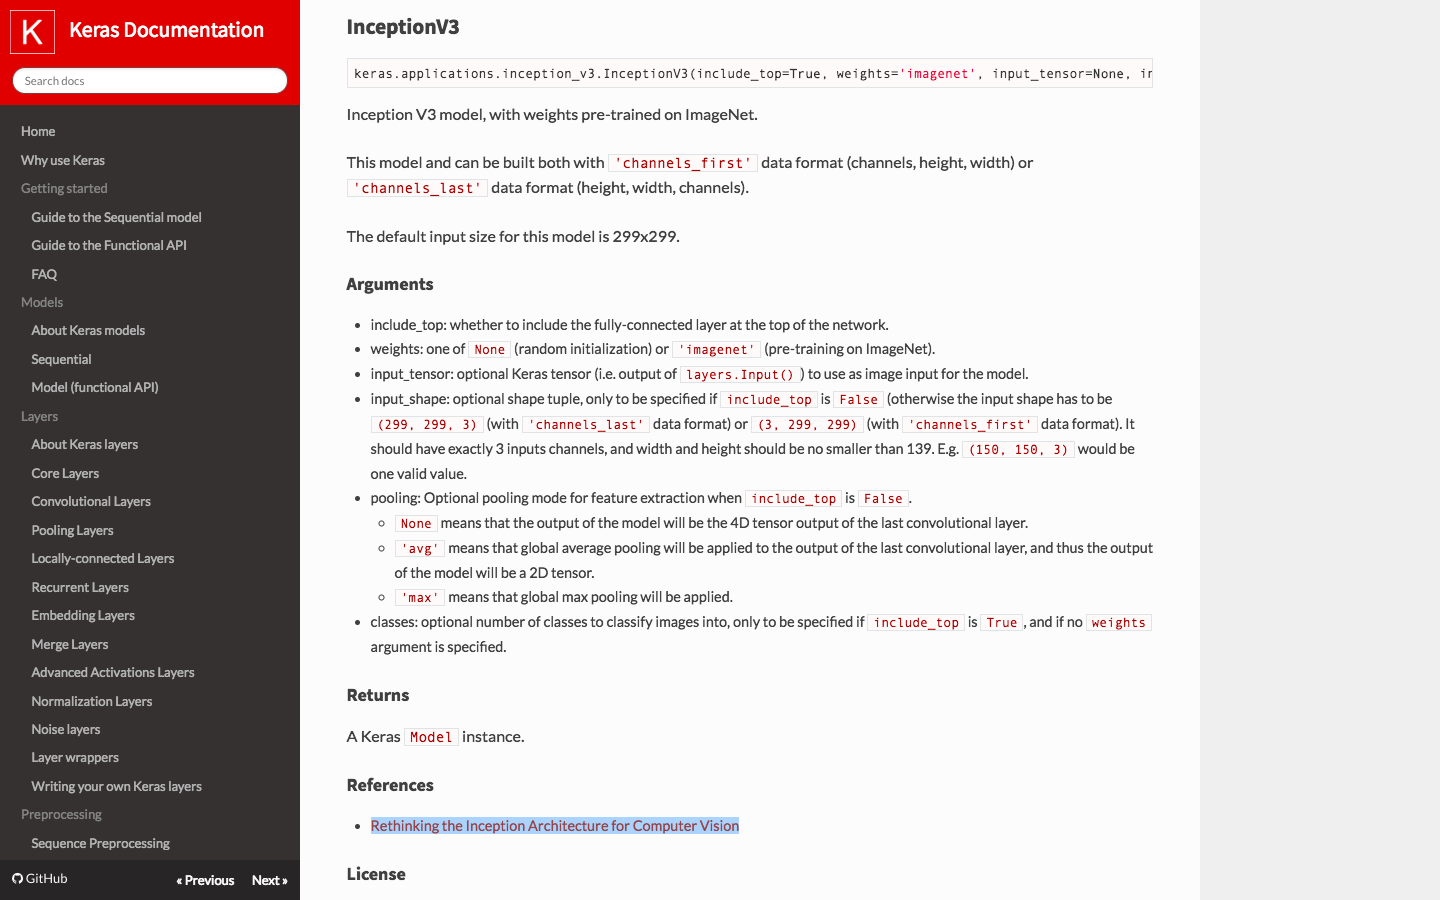 Keras Documentation
Search docs
Home
Why use Keras
Getting started
Guide to the Sequential model
Guide to the Functional API
FAQ
Models
About Keras models
Sequential
Model (functional API)
Layers
About Keras layers
Core Layers
Convolutional Layers
Pooling Layers
Locally-connected Layers
Recurrent Layers
Embedding Layers
Merge Layers
Advanced Activations Layers
Normalization Layers
Noise layers
Layer wrappers
Writing your own Keras layers
Preprocessing
Sequence Preprocessing
GitHub
« Previous
Next »
InceptionV3
keras.applications.inception_v3.InceptionV3(include_top=True, weights='imagenet', input_tensor=None, in
Inception V3 model, with weights pre-trained on ImageNet.
This model and can be built both with 'channels_first' data format (channels, height, width) or
'channels_last' data format (height, width, channels).
The default input size for this model is 299x299.
Arguments
• include_top: whether to include the fully-connected layer at the top of the network.
• weights: one of None (random initialization) or 'imagenet' (pre-training on ImageNet).
• input_tensor: optional Keras tensor (i.e. output of layers.Input() ) to use as image input for the model.
• input_shape: optional shape tuple, only to be specified if include_top is False (otherwise the input shape has to be
(299, 299, 3) (with 'channels_last' data format) or (3, 299, 299) (with 'channels_first' data format). It
should have exactly 3 inputs channels, and width and height should be no smaller than 139. E.g. (150, 150, 3) would be
one valid value.
• pooling: Optional pooling mode for feature extraction when include_top is False .
◦ None means that the output of the model will be the 4D tensor output of the last convolutional layer.
◦ 'avg' means that global average pooling will be applied to the output of the last convolutional layer, and thus the output
of the model will be a 2D tensor.
◦ 'max' means that global max pooling will be applied.
• classes: optional number of classes to classify images into, only to be specified if include_top is True , and if no weights
argument is specified.
Returns
A Keras Model instance.
References
• Rethinking the Inception Architecture for Computer Vision
License